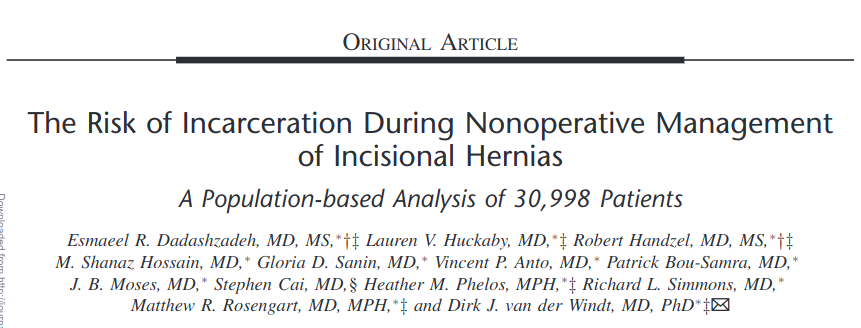 ORIGINAL ARTICLE
The Risk of Incarceration During Nonoperative Management
of Incisional Hernias
A Population-based Analysis of 30,998 Patients
Esmaeel R. Dadashzadeh, MD, MS,*†‡ Lauren V. Huckaby, MD,*‡ Robert Handzel, MD, MS,*†‡
M. Shanaz Hossain, MD,* Gloria D. Sanin, MD,* Vincent P. Anto, MD,* Patrick Bou-Samra, MD,*
J. B. Moses, MD,* Stephen Cai, MD,§ Heather M. Phelos, MPH,*‡ Richard L. Simmons, MD,*
Matthew R. Rosengart, MD, MPH,*‡ and Dirk J. van der Windt, MD, PhD*‡✉
Downloaded from